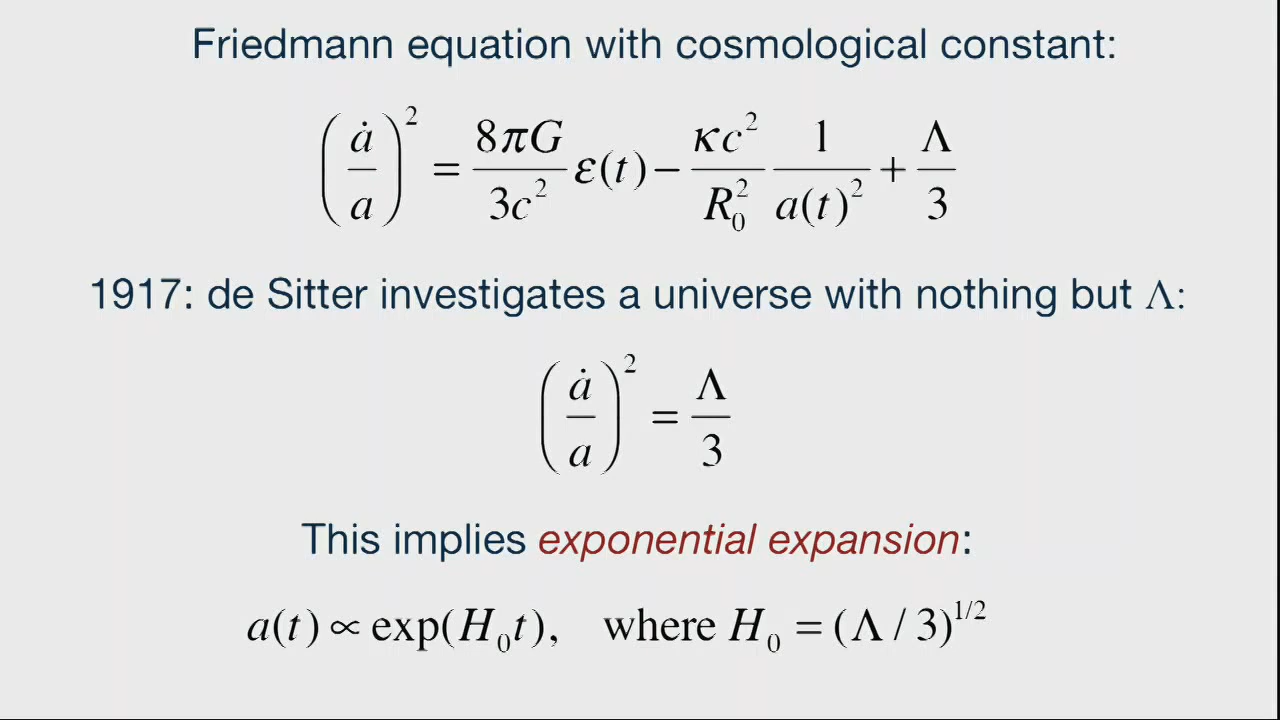 Friedmann equation with cosmological constant:
(ȧ/a)² = 8πG/3c² ε(t) − κc²/R₀² 1/a(t)² + Λ/3
1917: de Sitter investigates a universe with nothing but Λ:
(ȧ/a)² = Λ/3
This implies exponential expansion:
a(t) ∝ exp(H₀t), where H₀ = (Λ / 3)^1/2